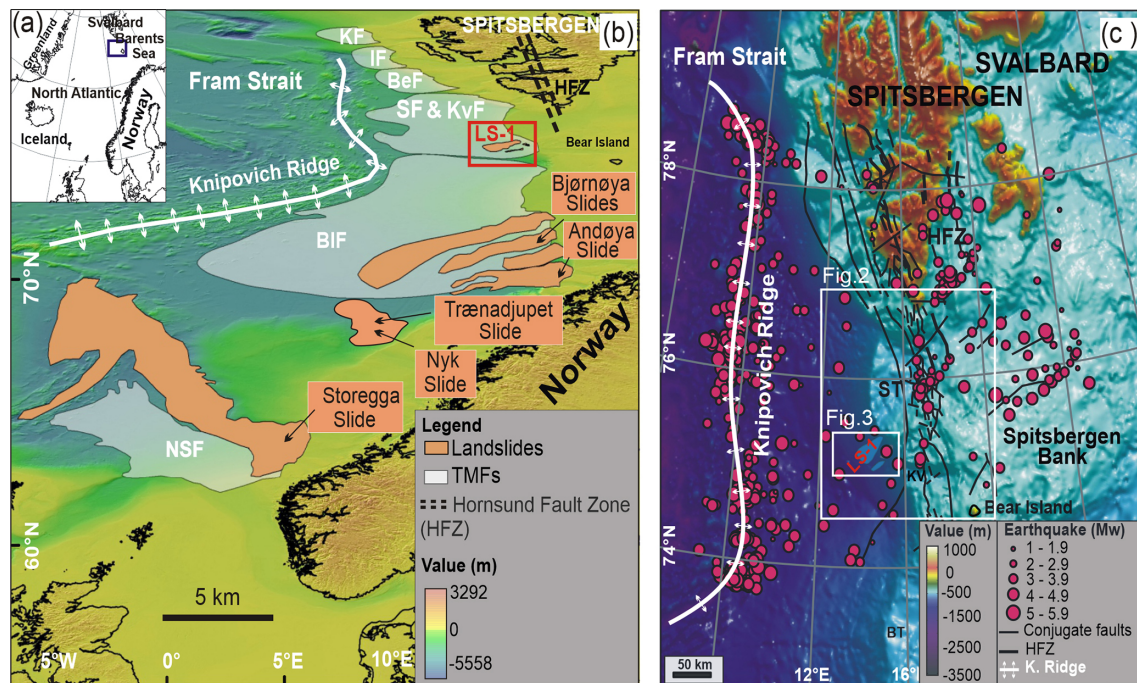 (a)
Svalbard
Greenland
Barents
Sea
North Atlantic
Iceland
Norway
(b)
SPITSBERGEN
KF
IF
BeF
HFZ
Fram Strait
SF & KvF
LS-1
Bear Island
Knipovich Ridge
Bjørnøya
Slides
BIF
Andøya
Slide
70°N
Trænadjupet
Slide
Nyk
Slide
Norway
Storegga
Slide
NSF
60°N
5 km
5°W
0°
5°E
10°E
Legend
Landslides
TMFs
Hornsund Fault Zone
(HFZ)
Value (m)
3292
0
-5558
(c)
Fram Strait
SVALBARD
SPITSBERGEN
78°N
HFZ
Fig.2
Knipovich Ridge
76°N
ST
Fig.3
LS-1
KV
Spitsbergen
Bank
Bear Island
74°N
BT
50 km
12°E
16°
Value (m)
1000
0
-500
-1500
-2500
-3500
Earthquake (Mw)
1 - 1.9
2 - 2.9
3 - 3.9
4 - 4.9
5 - 5.9
Conjugate faults
HFZ
K. Ridge